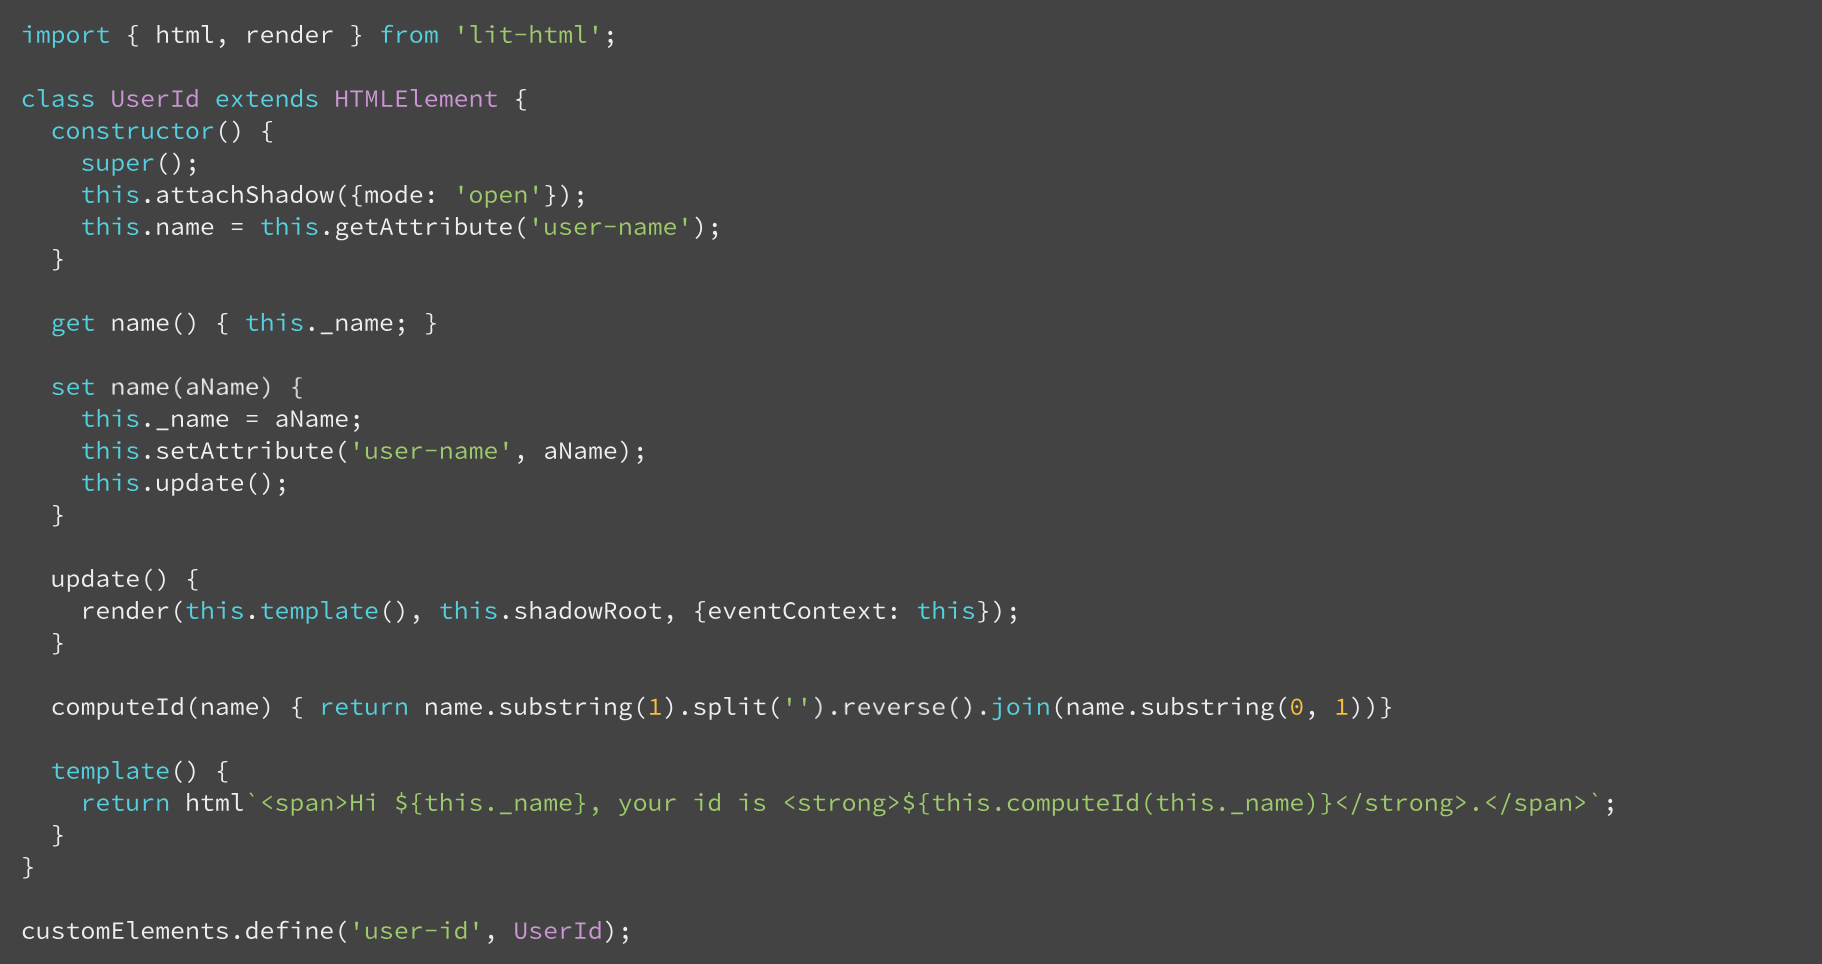 import { html, render } from 'lit-html';

class UserId extends HTMLElement {
  constructor() {
    super();
    this.attachShadow({mode: 'open'});
    this.name = this.getAttribute('user-name');
  }

  get name() { this._name; }

  set name(aName) {
    this._name = aName;
    this.setAttribute('user-name', aName);
    this.update();
  }

  update() {
    render(this.template(), this.shadowRoot, {eventContext: this});
  }

  computeId(name) { return name.substring(1).split('').reverse().join(name.substring(0, 1))}

  template() {
    return html`<span>Hi ${this._name}, your id is <strong>${this.computeId(this._name)}</strong>.</span>`;
  }
}

customElements.define('user-id', UserId);